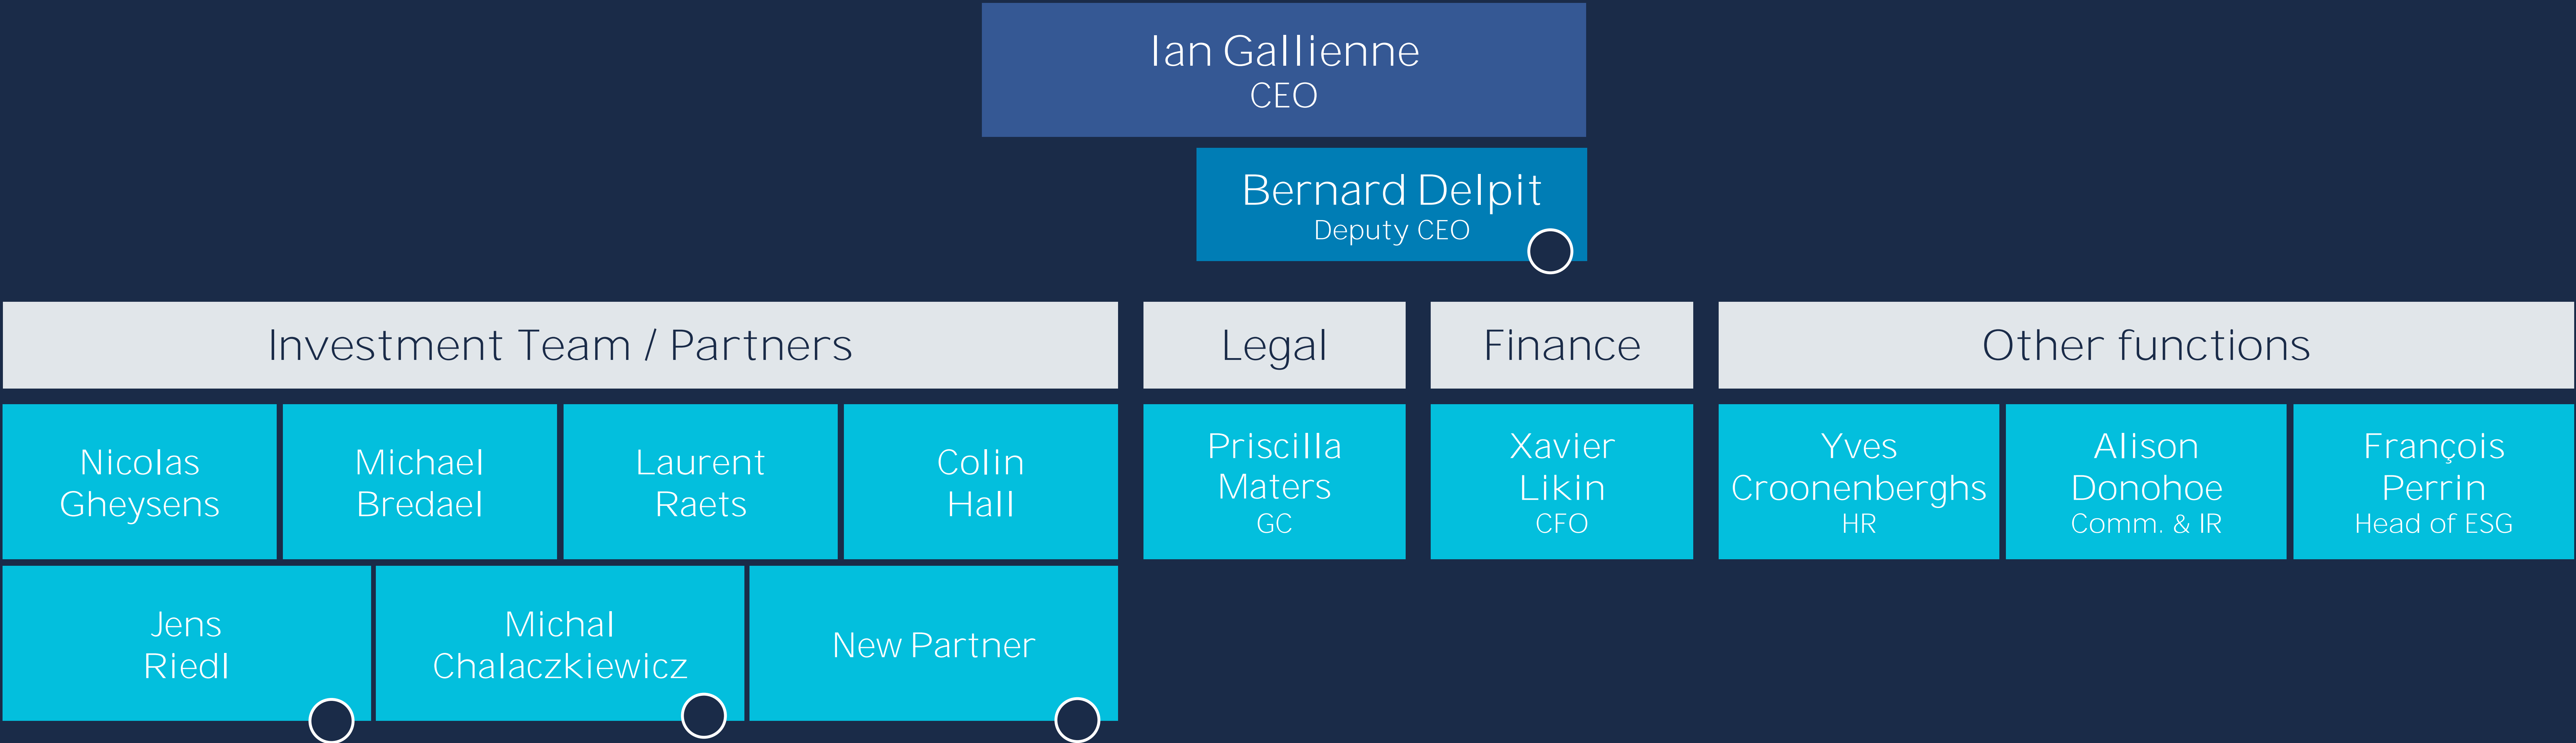 Ian Gallienne
CEO
Bernard Delpit
Deputy CEO
Investment Team / Partners
Legal
Finance
Other functions
Nicolas
Gheysens
Michael
Bredael
Laurent
Raets
Colin
Hall
Priscilla
Maters
GC
Xavier
Likin
CFO
Yves
Croonenberghs
HR
Alison
Donohoe
Comm. & IR
François
Perrin
Head of ESG
Jens
Riedl
Michal
Chalaczkiewicz
New Partner